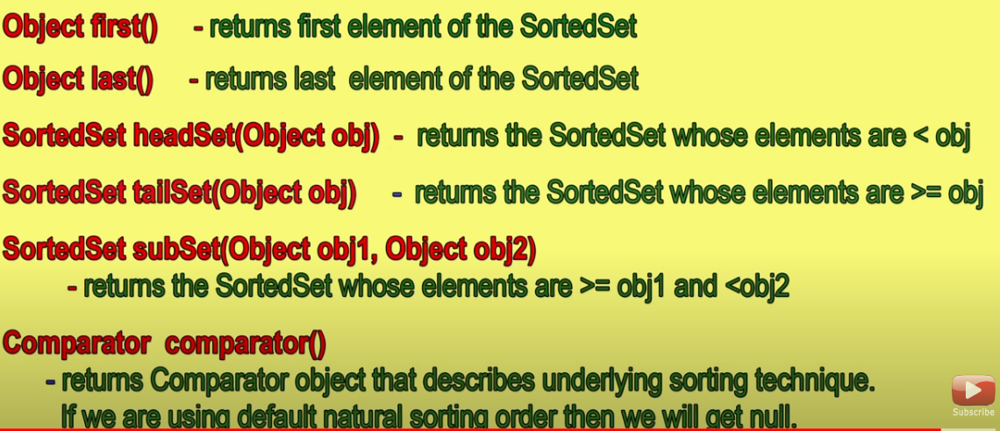 Object first() - returns first element of the SortedSet
Object last() - returns last element of the SortedSet
SortedSet headSet(Object obj) - returns the SortedSet whose elements are < obj
SortedSet tailSet(Object obj) - returns the SortedSet whose elements are >= obj
SortedSet subSet(Object obj1, Object obj2)
- returns the SortedSet whose elements are >= obj1 and <obj2
Comparator comparator()
- returns Comparator object that describes underlying sorting technique.
If we are using default natural sorting order then we will get null.
Subscribe